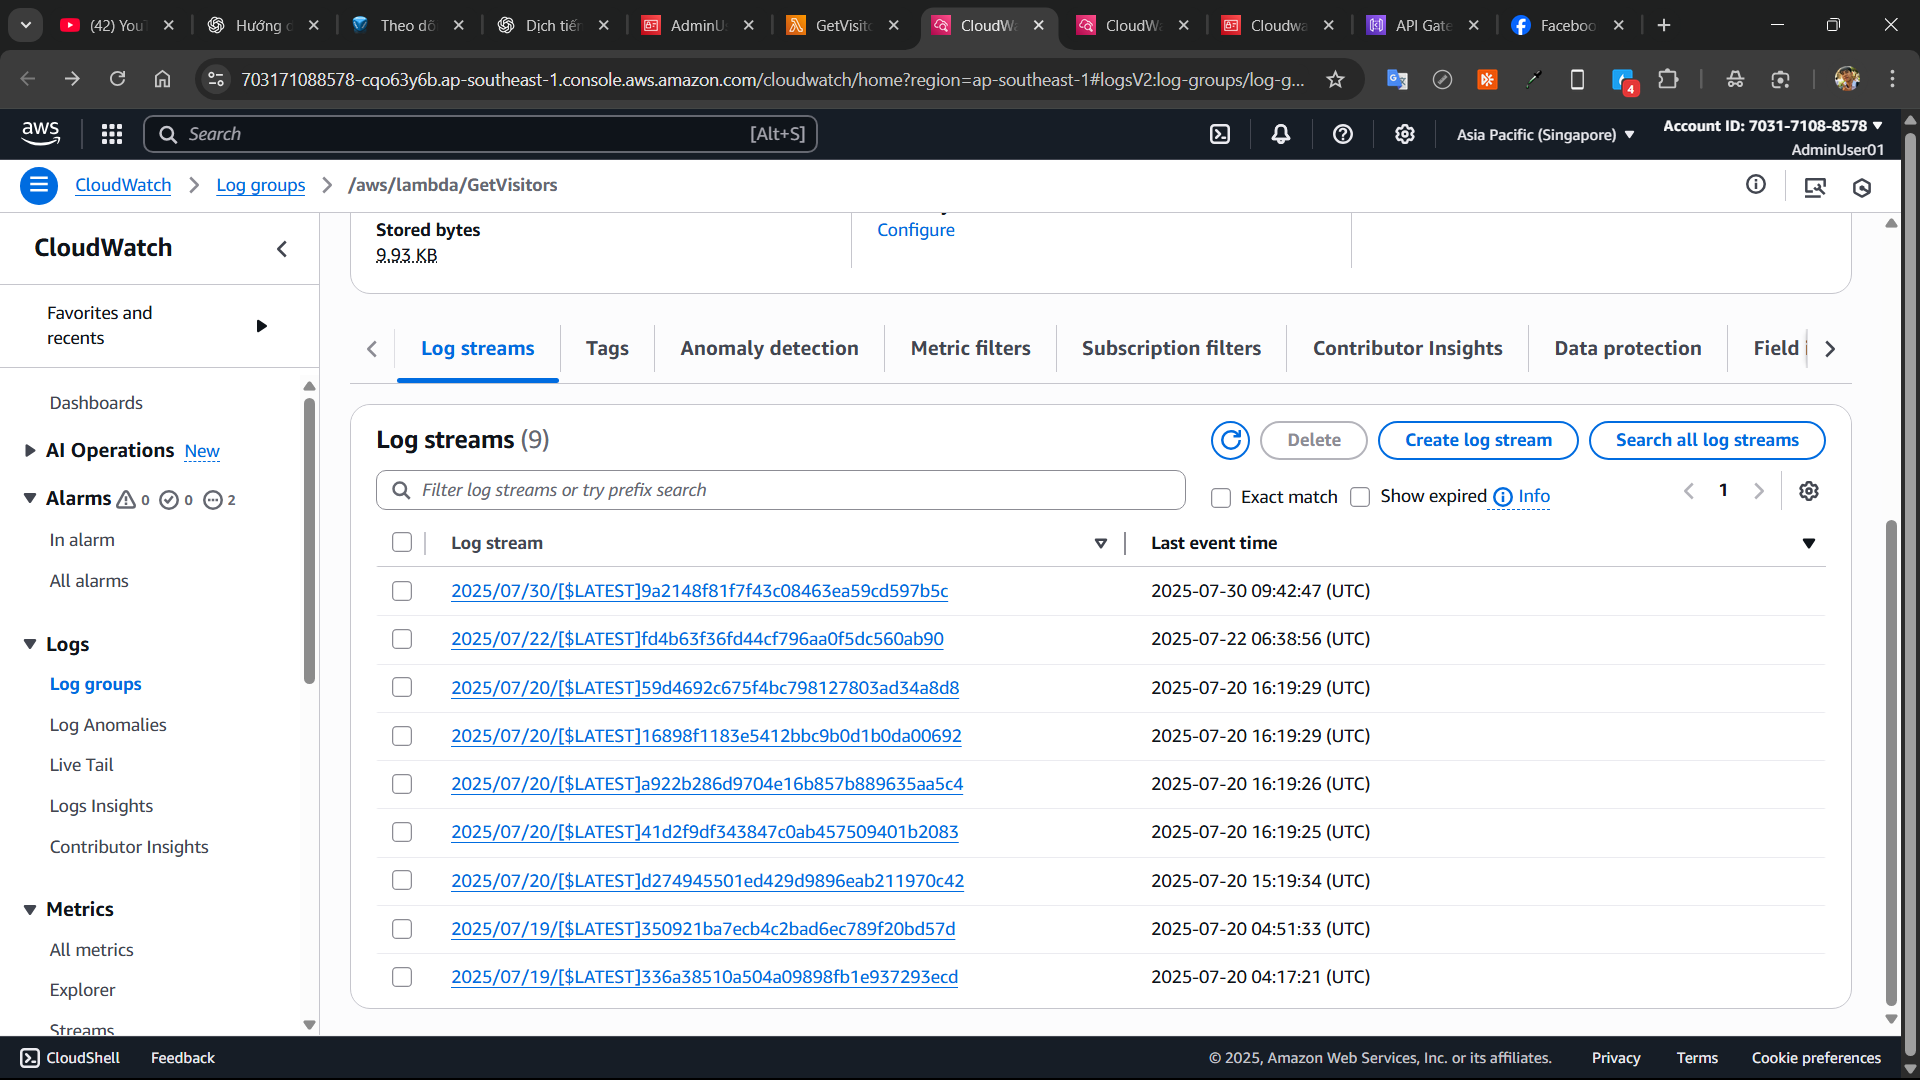 (42) YouT
Hướng d
Theo dõ
Dịch tiến
AdminU
GetVisito
CloudWa
CloudWa
Cloudwa
API Gate
Faceboo
703171088578-cqo63y6b.ap-southeast-1.console.aws.amazon.com/cloudwatch/home?region=ap-southeast-1#logsV2:log-groups/log-g...
4
aws
Search
[Alt+S]
Asia Pacific (Singapore)
Account ID: 7031-7108-8578
AdminUser01
CloudWatch
Log groups
/aws/lambda/GetVisitors
CloudWatch
Favorites and
recents
Dashboards
AI Operations New
Alarms 0 0 2
In alarm
All alarms
Logs
Log groups
Log Anomalies
Live Tail
Logs Insights
Contributor Insights
Metrics
All metrics
Explorer
Streams
Stored bytes
9.93 KB
Configure
Log streams
Tags
Anomaly detection
Metric filters
Subscription filters
Contributor Insights
Data protection
Field i
Log streams (9)
Delete
Create log stream
Search all log streams
Filter log streams or try prefix search
Exact match
Show expired
Info
1
Log stream
Last event time
2025/07/30/[$LATEST]9a2148f81f7f43c08463ea59cd597b5c 2025-07-30 09:42:47 (UTC)
2025/07/22/[$LATEST]fd4b63f36fd44cf796aa0f5dc560ab90 2025-07-22 06:38:56 (UTC)
2025/07/20/[$LATEST]59d4692c675f4bc798127803ad34a8d8 2025-07-20 16:19:29 (UTC)
2025/07/20/[$LATEST]16898f1183e5412bbc9b0d1b0da00692 2025-07-20 16:19:29 (UTC)
2025/07/20/[$LATEST]a922b286d9704e16b857b889635aa5c4 2025-07-20 16:19:26 (UTC)
2025/07/20/[$LATEST]41d2f9df343847c0ab457509401b2083 2025-07-20 16:19:25 (UTC)
2025/07/20/[$LATEST]d274945501ed429d9896eab211970c42 2025-07-20 15:19:34 (UTC)
2025/07/19/[$LATEST]350921ba7ecb4c2bad6ec789f20bd57d 2025-07-20 04:51:33 (UTC)
2025/07/19/[$LATEST]336a38510a504a09898fb1e937293ecd 2025-07-20 04:17:21 (UTC)
CloudShell
Feedback
© 2025, Amazon Web Services, Inc. or its affiliates.
Privacy
Terms
Cookie preferences